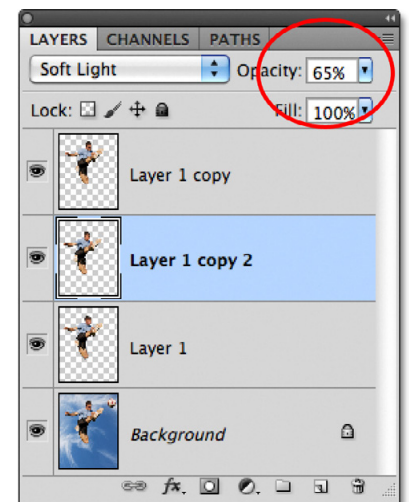 LAYERS CHANNELS PATHS
Soft Light Opacity: 65%
Lock: Fill: 100%
Layer 1 copy
Layer 1 copy 2
Layer 1
Background
fx.